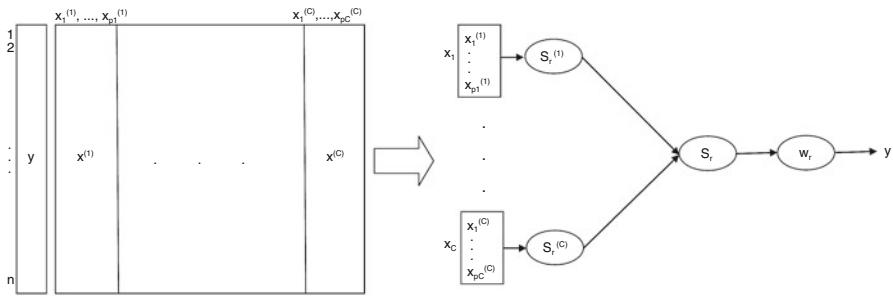 x₁⁽¹⁾, ..., xₚ₁⁽¹⁾
x₁⁽ᶜ⁾,...,xₚC⁽ᶜ⁾
1
2
.
.
.
n
y
x⁽¹⁾
. . .
x⁽ᶜ⁾
x₁
x₁⁽¹⁾
.
.
.
xₚ₁⁽¹⁾
Sᵣ⁽¹⁾
.
.
.
Sᵣ
wᵣ
y
x_C
x₁⁽ᶜ⁾
.
.
.
xₚC⁽ᶜ⁾
Sᵣ⁽ᶜ⁾